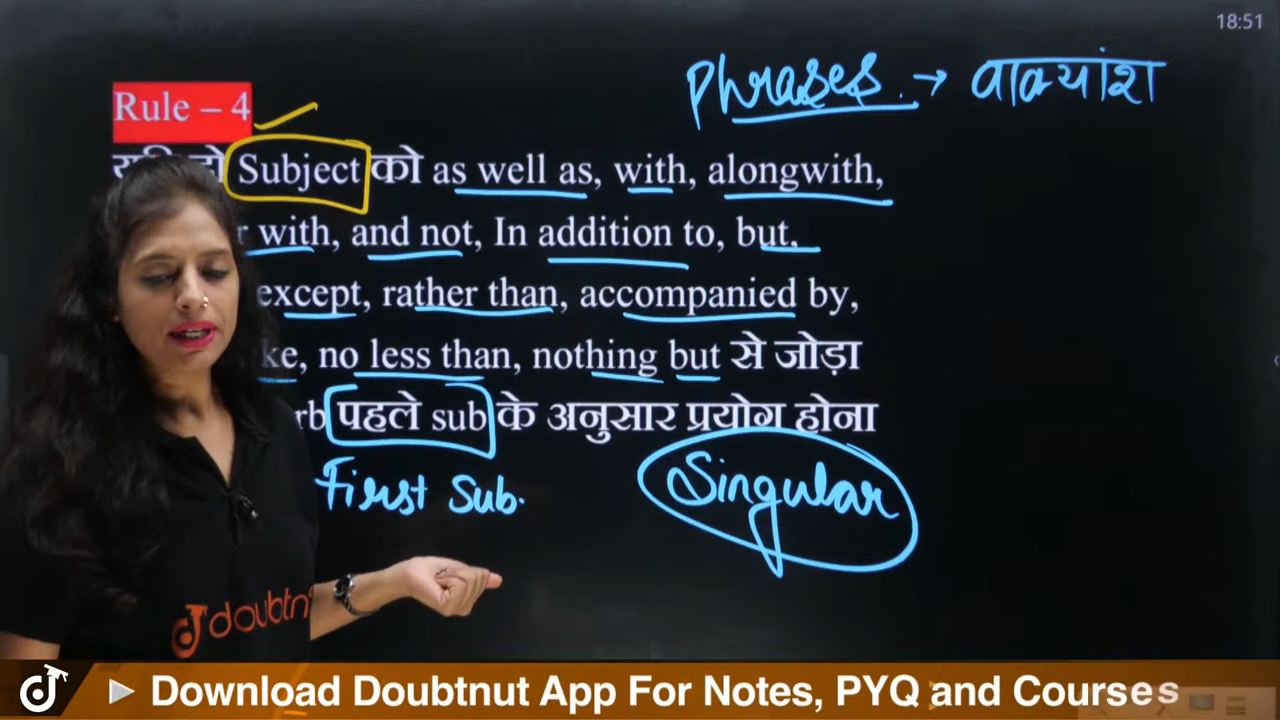 18:51
Phrases. → वाक्यांश
Rule – 4
Subject को as well as, with, alongwith,
with, and not, In addition to, but,
except, rather than, accompanied by,
no less than, nothing but से जोड़ा
पहले sub के अनुसार प्रयोग होना
First Sub.
Singular
doubtn
Download Doubtnut App For Notes, PYQ and Courses